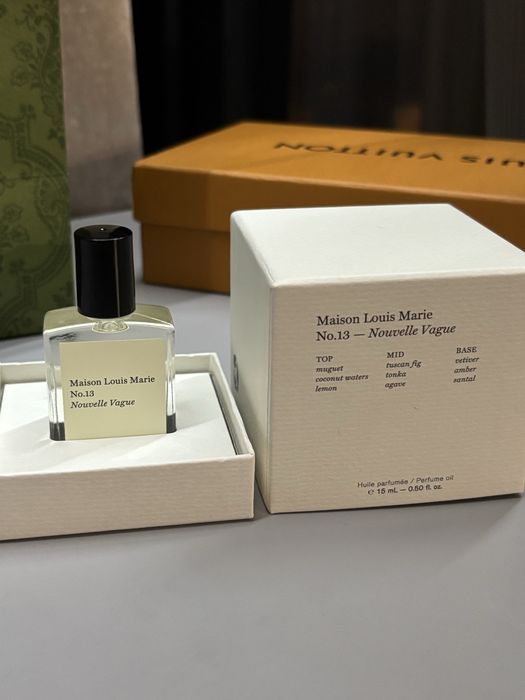 UIS VUITTON
Maison Louis Marie
No.13
Nouvelle Vague
Maison Louis Marie
No.13 — Nouvelle Vague
TOP
muguet
coconut waters
lemon
MID
tuscan fig
tonka
agave
BASE
vetiver
amber
santal
Huile parfumée / Perfume oil
℮ 15 mL — 0.50 fl. oz.